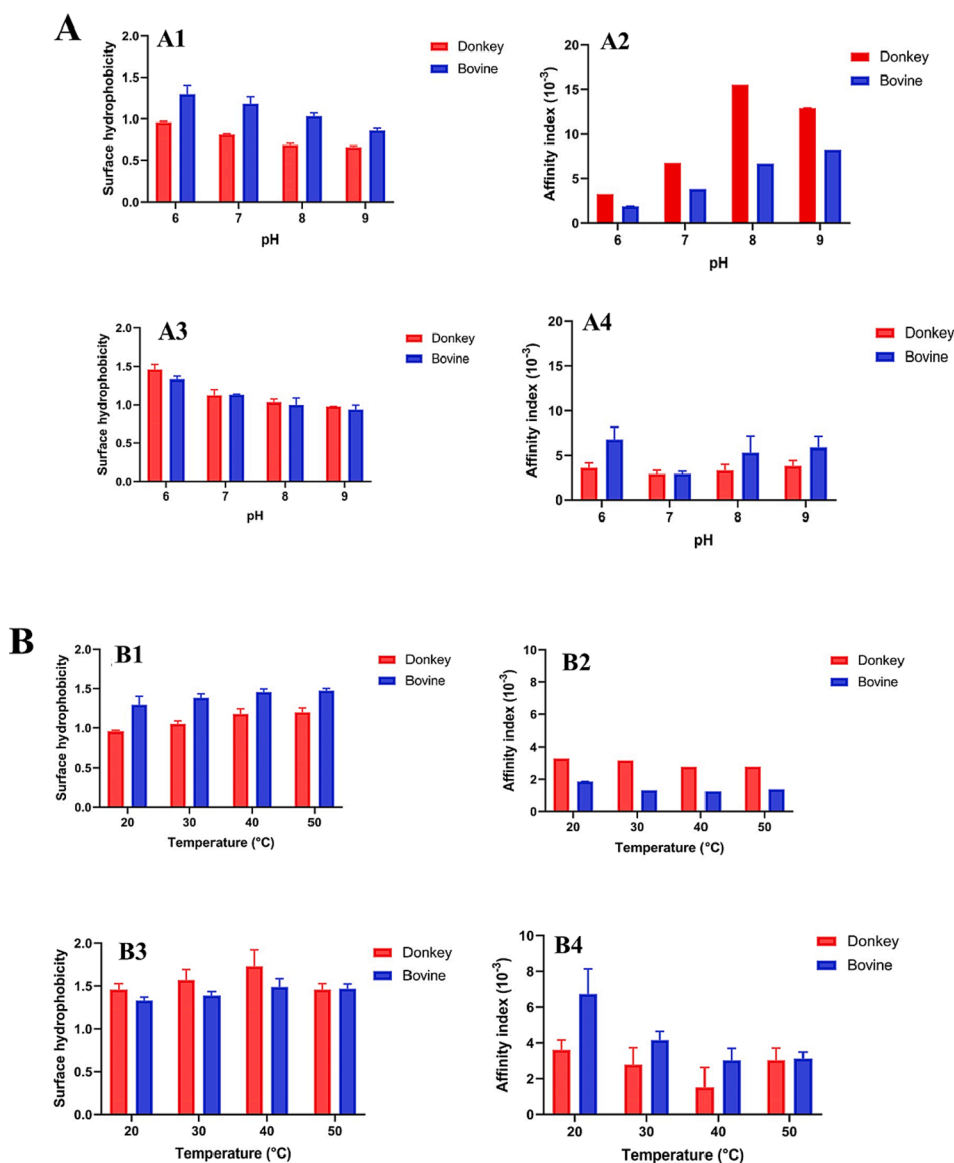 A
A1
Surface hydrophobicity
2.0
1.5
1.0
0.5
0.0
6 7 8 9
pH
Donkey
Bovine
A2
Affinity index (10⁻³)
20
15
10
5
0
6 7 8 9
pH
Donkey
Bovine
A3
Surface hydrophobicity
2.0
1.5
1.0
0.5
0.0
6 7 8 9
pH
Donkey
Bovine
A4
Affinity index (10⁻³)
20
15
10
5
0
6 7 8 9
pH
Donkey
Bovine
B
B1
Surface hydrophobicity
2.0
1.5
1.0
0.5
0.0
20 30 40 50
Temperature (°C)
Donkey
Bovine
B2
Affinity index (10⁻³)
10
8
6
4
2
0
20 30 40 50
Temperature (°C)
Donkey
Bovine
B3
Surface hydrophobicity
2.0
1.5
1.0
0.5
0.0
20 30 40 50
Temperature (°C)
Donkey
Bovine
B4
Affinity index (10⁻³)
10
8
6
4
2
0
20 30 40 50
Temperature (°C)
Donkey
Bovine